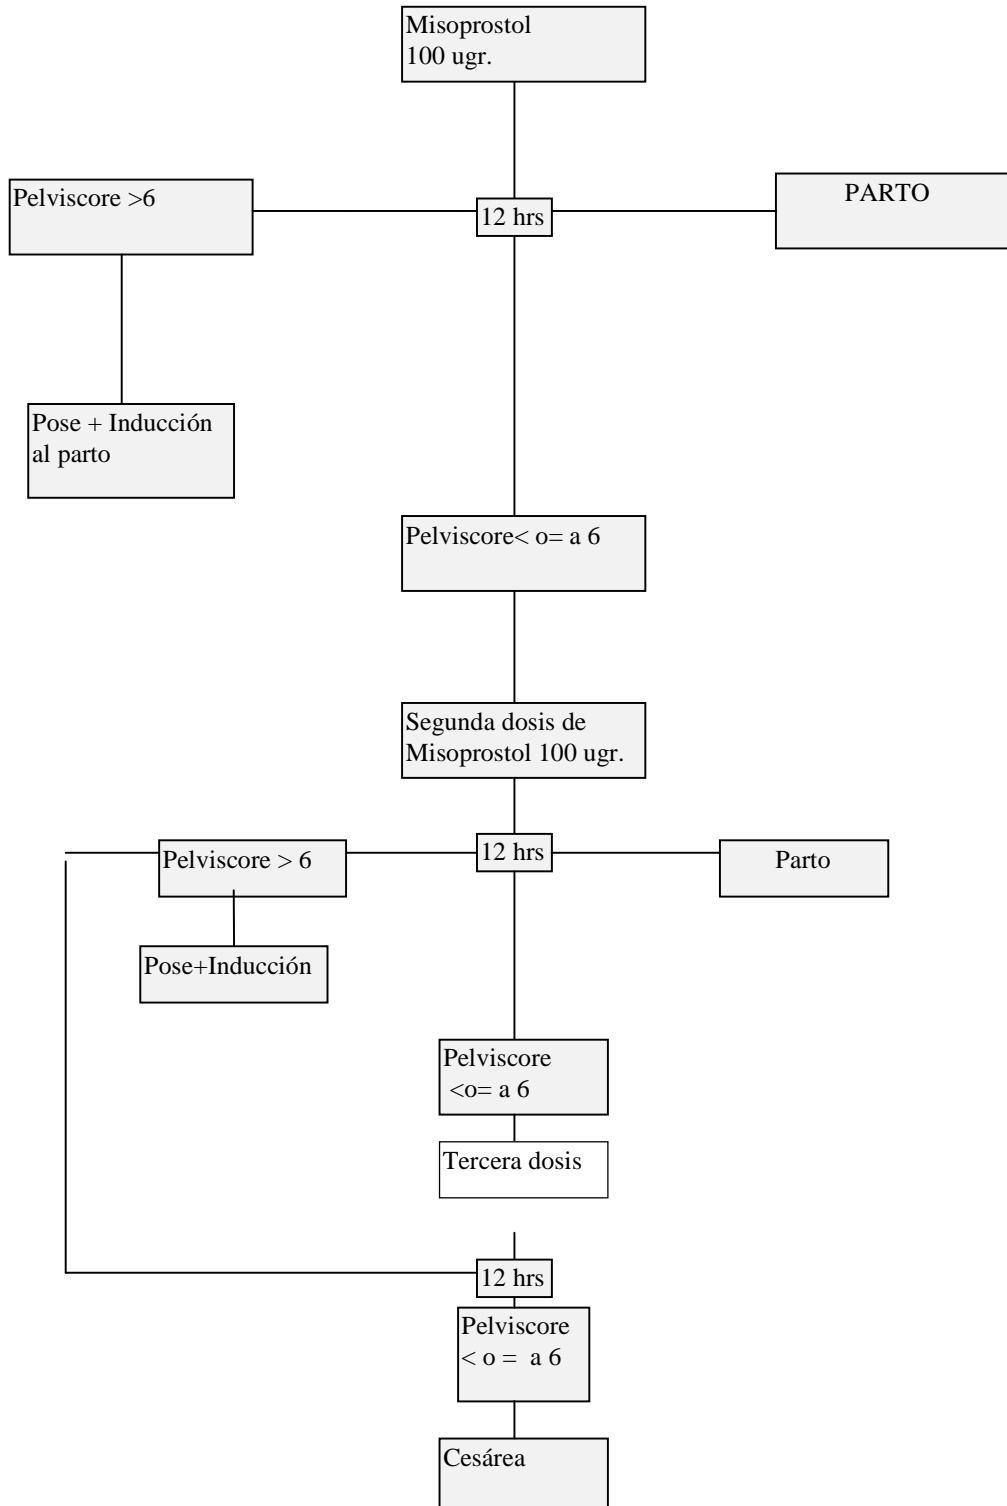 Misoprostol
100 ugr.
Pelviscore >6
12 hrs
PARTO
Pose + Inducción
al parto
Pelviscore< o= a 6
Segunda dosis de
Misoprostol 100 ugr.
Pelviscore > 6
12 hrs
Parto
Pose+Inducción
Pelviscore
<o= a 6
Tercera dosis
12 hrs
Pelviscore
< o =  a 6
Cesárea